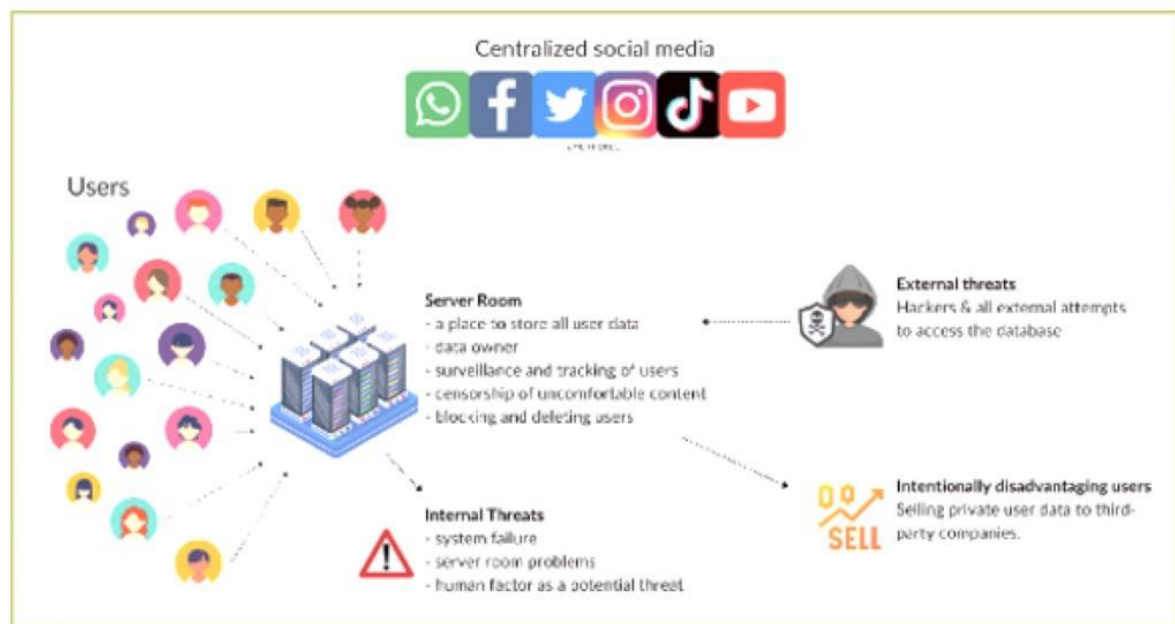 Centralized social media
Users
Server Room
- a place to store all user data
- data owner
- surveillance and tracking of users
- censorship of uncomfortable content
- blocking and deleting users
External threats
Hackers & all external attempts
to access the database
Internal Threats
- system failure
- server room problems
- human factor as a potential threat
SELL
Intentionally disadvantaging users
Selling private user data to third-
party companies.